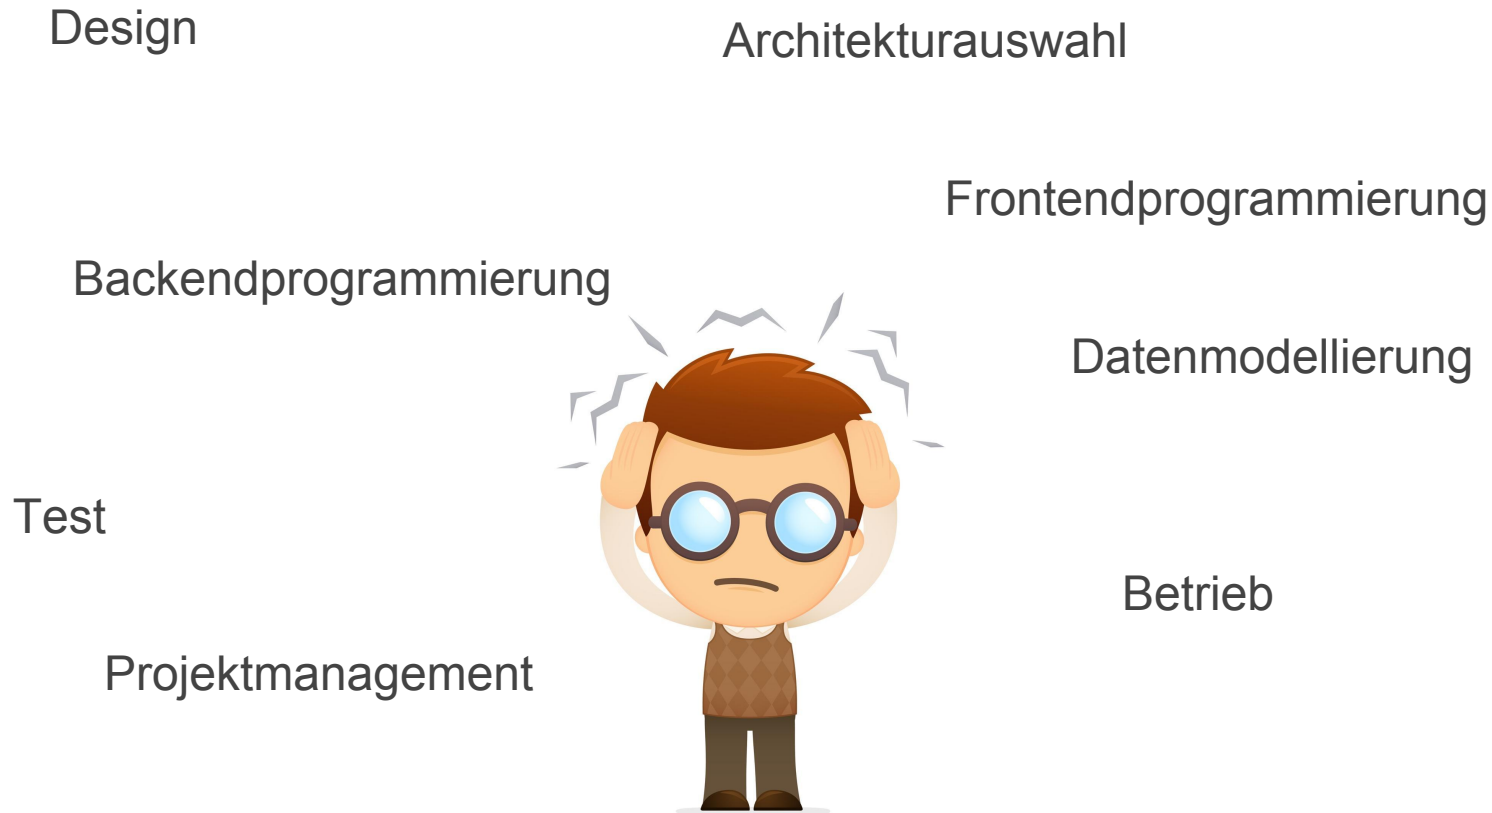 Design
Architekturauswahl
Frontendprogrammierung
Backendprogrammierung
Datenmodellierung
Test
Betrieb
Projektmanagement